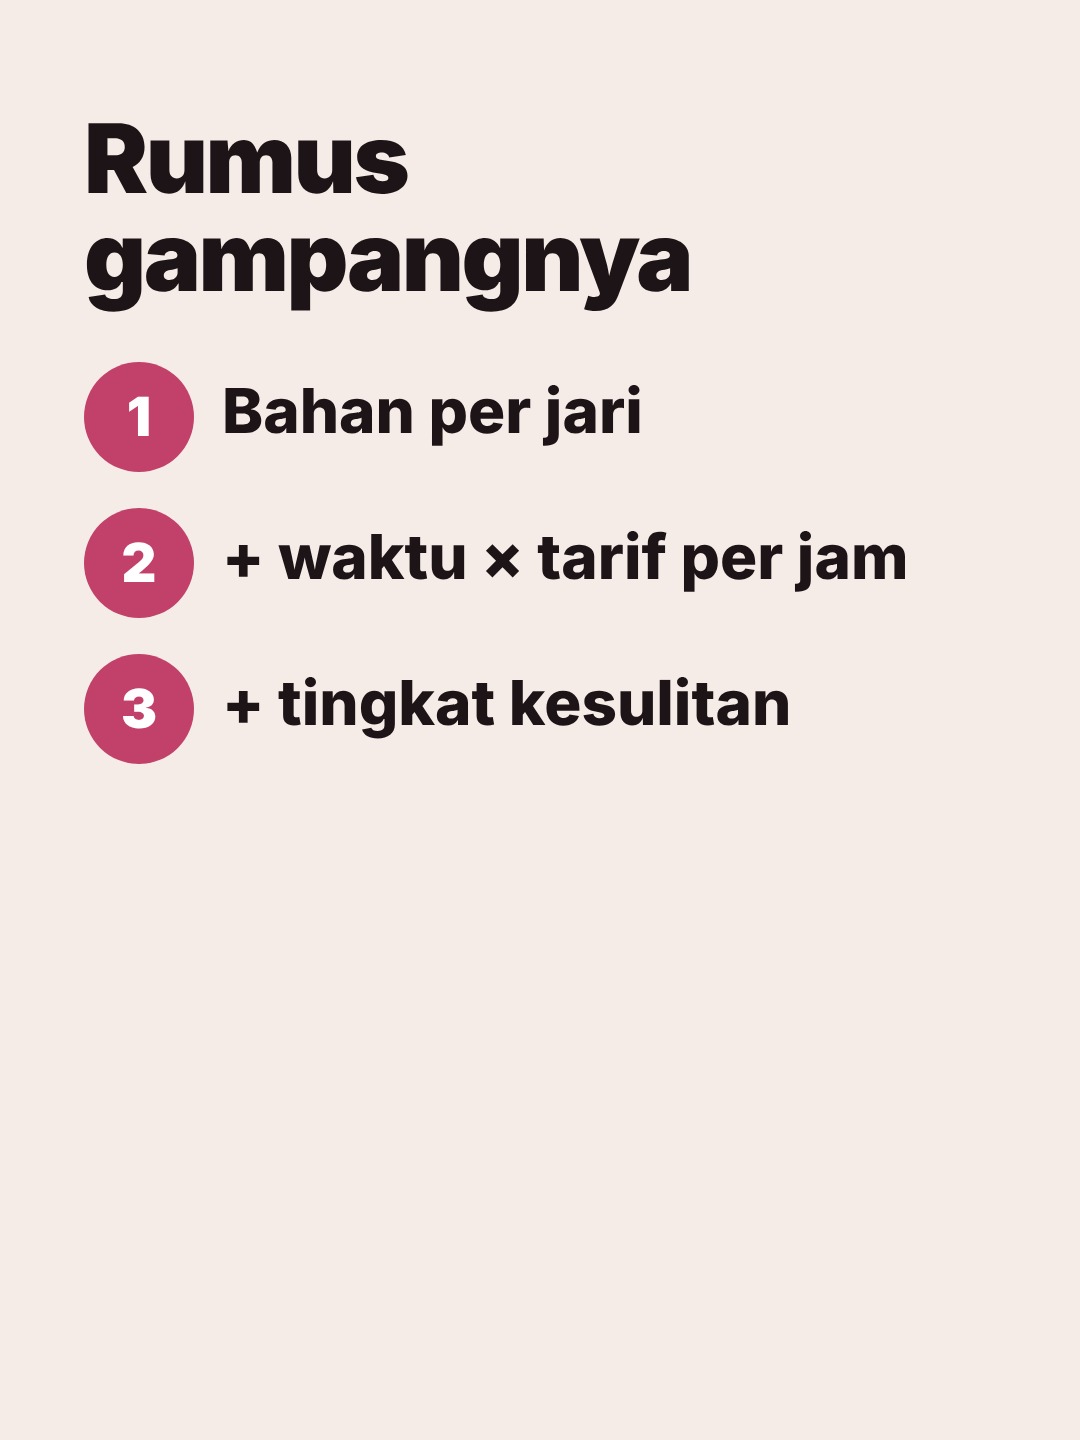 Rumus
gampangnya
1 Bahan per jari
2 + waktu × tarif per jam
3 + tingkat kesulitan